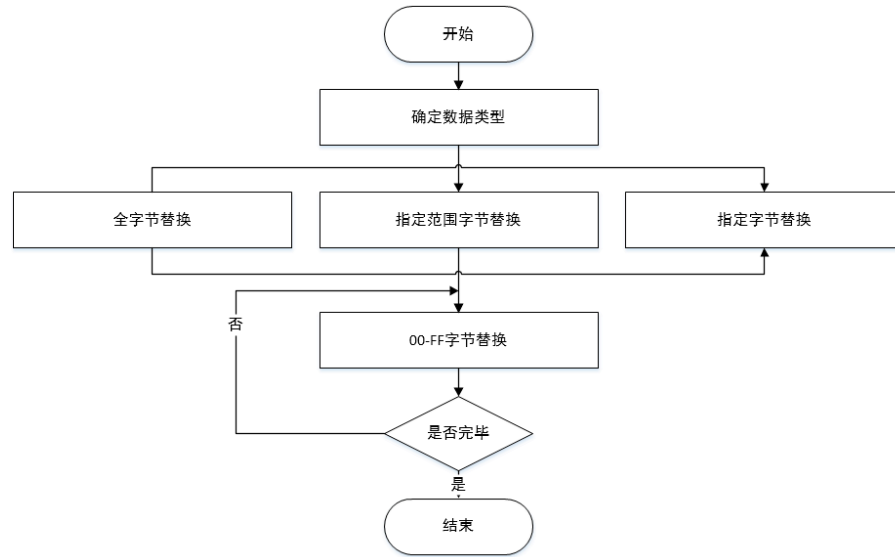 开始
确定数据类型
全字节替换
指定范围字节替换
指定字节替换
否
00-FF字节替换
是否完毕
是
结束